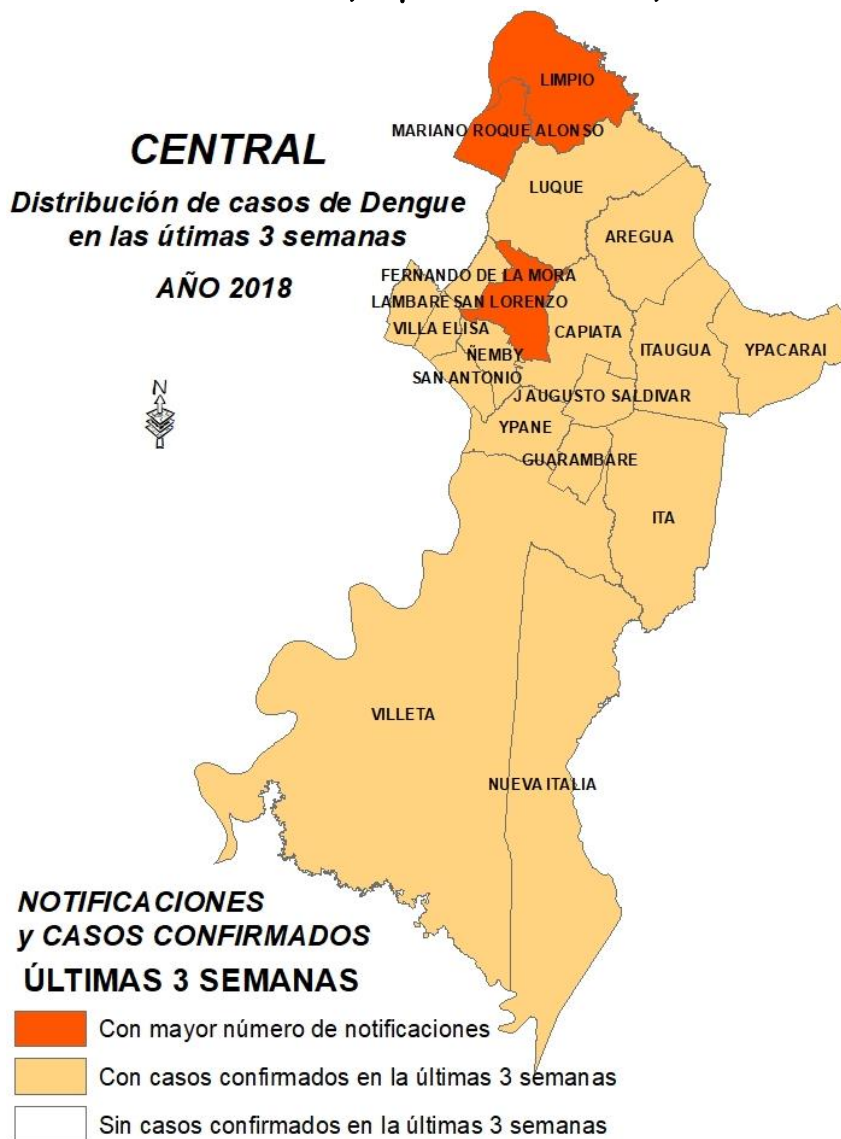 LIMPIO
MARIANO ROQUE ALONSO
CENTRAL
Distribución de casos de Dengue
en las útimas 3 semanas
AÑO 2018
LUQUE
AREGUA
FERNANDO DE LA MORA
LAMBARE SAN LORENZO
VILLA ELISA
CAPIATA
ITAUGUA
YPACARAI
ÑEMBY
SAN ANTONIO
J AUGUSTO SALDIVAR
YPANE
GUARAMBARE
ITA
N
VILLETA
NUEVA ITALIA
NOTIFICACIONES
y CASOS CONFIRMADOS
ÚLTIMAS 3 SEMANAS
Con mayor número de notificaciones
Con casos confirmados en la últimas 3 semanas
Sin casos confirmados en la últimas 3 semanas